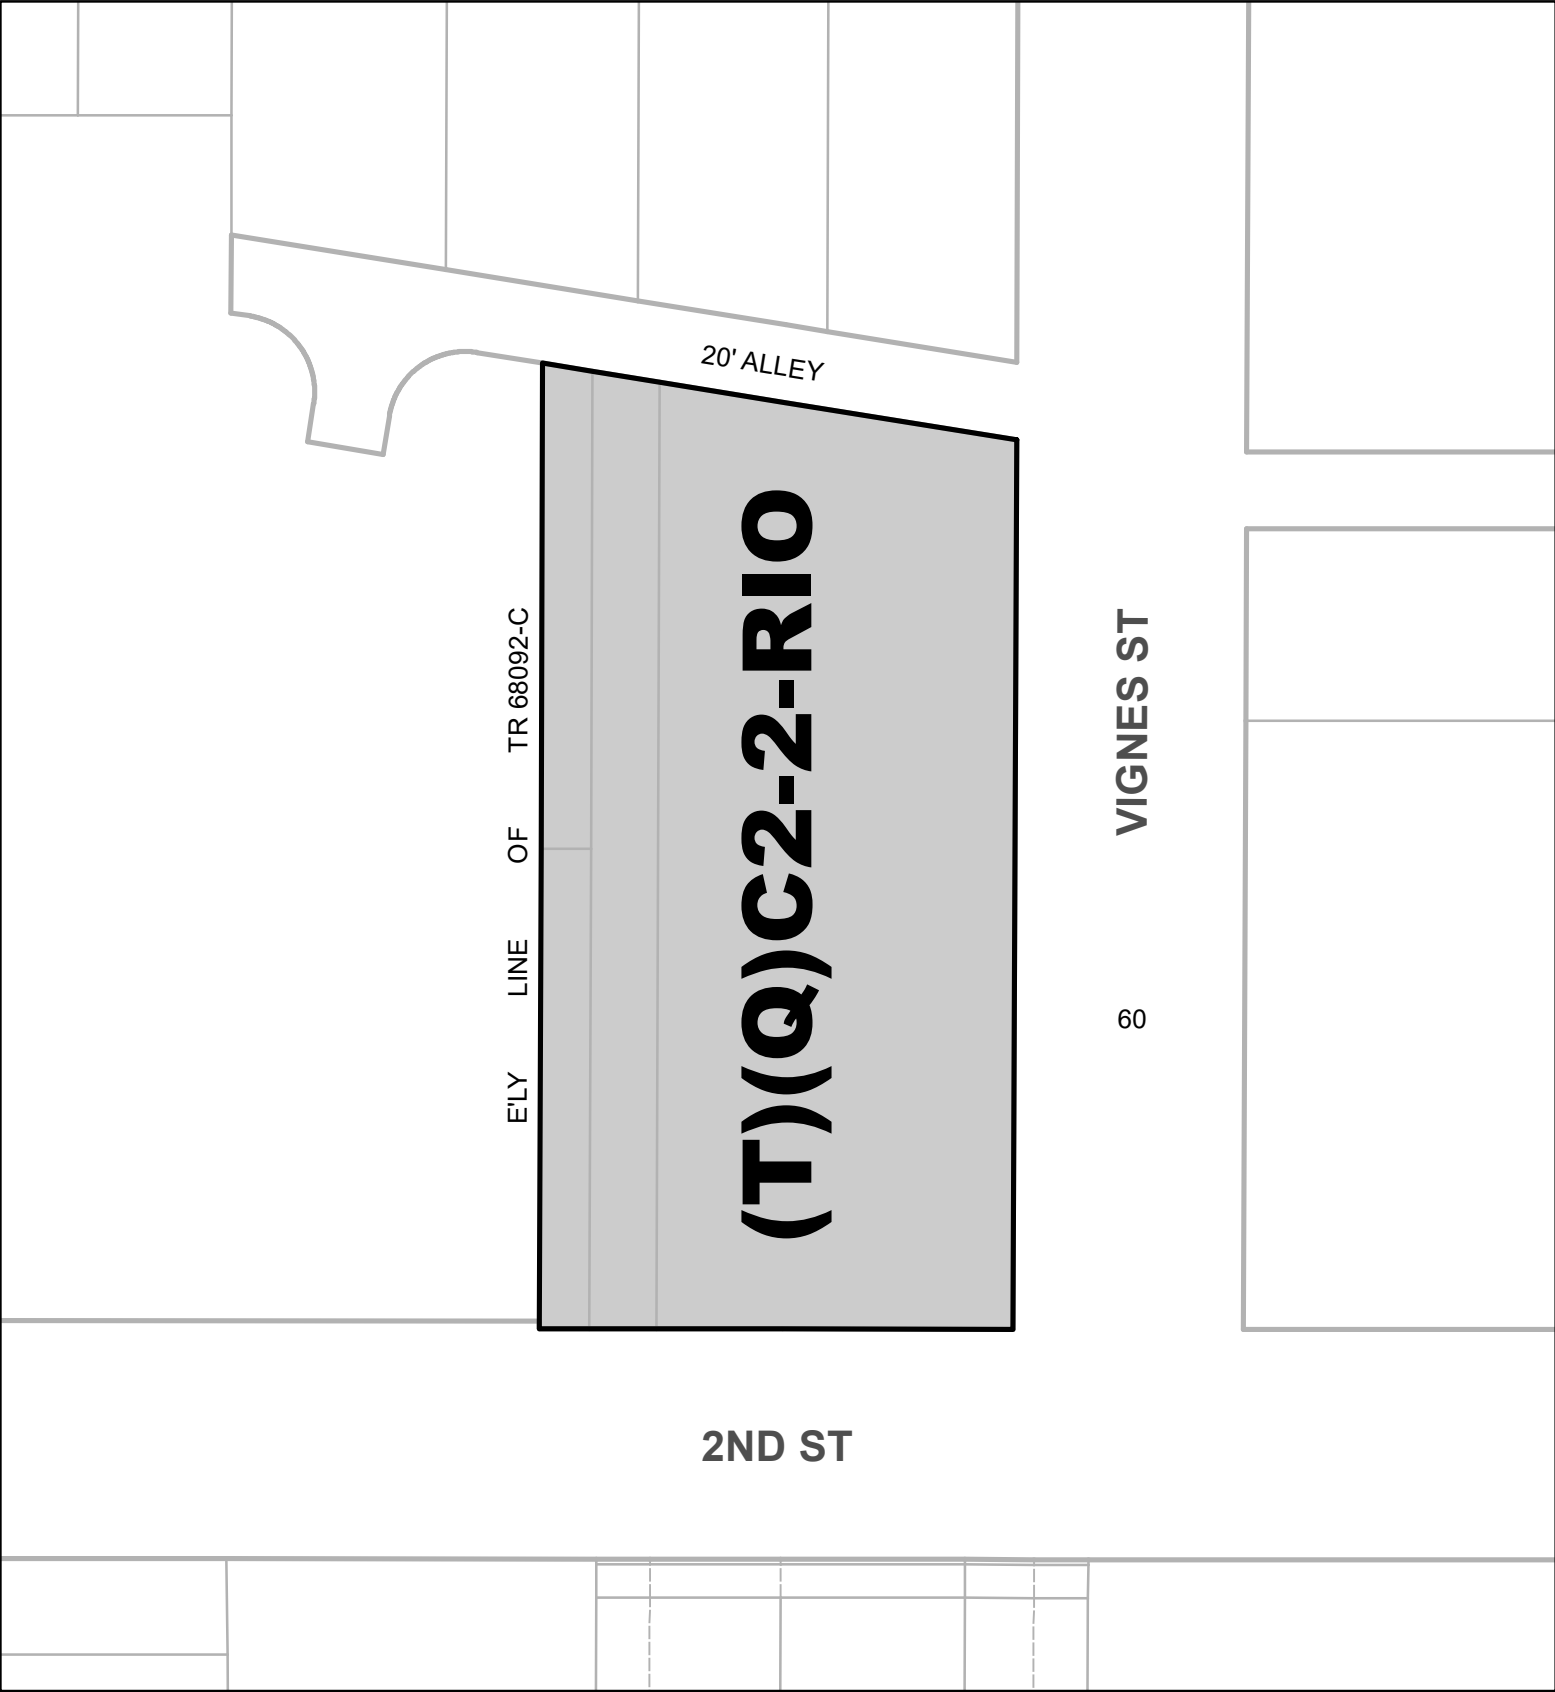 20' ALLEY
E'LY LINE OF TR 68092-C
(T)(Q)C2-2-RIO
VIGNES ST
60
2ND ST